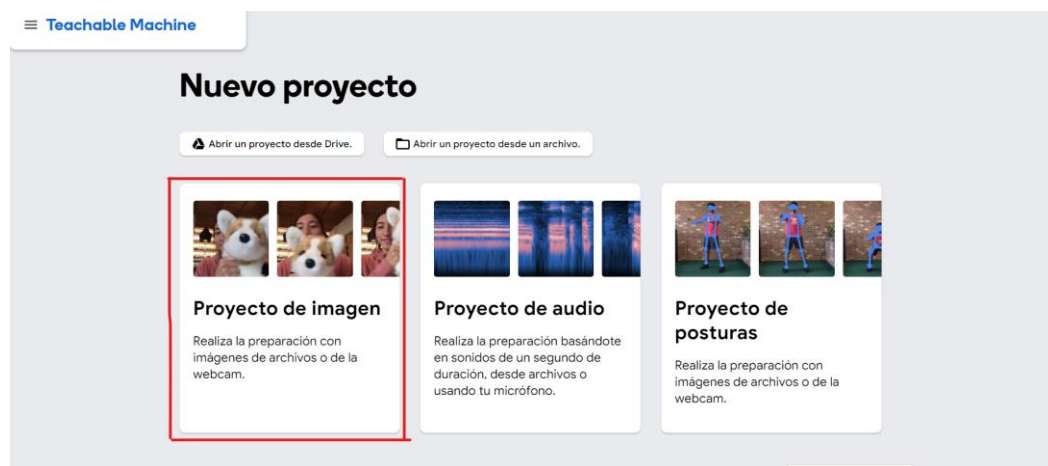 Teachable Machine
Nuevo proyecto
Abrir un proyecto desde Drive.
Abrir un proyecto desde un archivo.
Proyecto de imagen
Realiza la preparación con
imágenes de archivos o de la
webcam.
Proyecto de audio
Realiza la preparación basándote
en sonidos de un segundo de
duración, desde archivos o
usando tu micrófono.
Proyecto de
posturas
Realiza la preparación con
imágenes de archivos o de la
webcam.